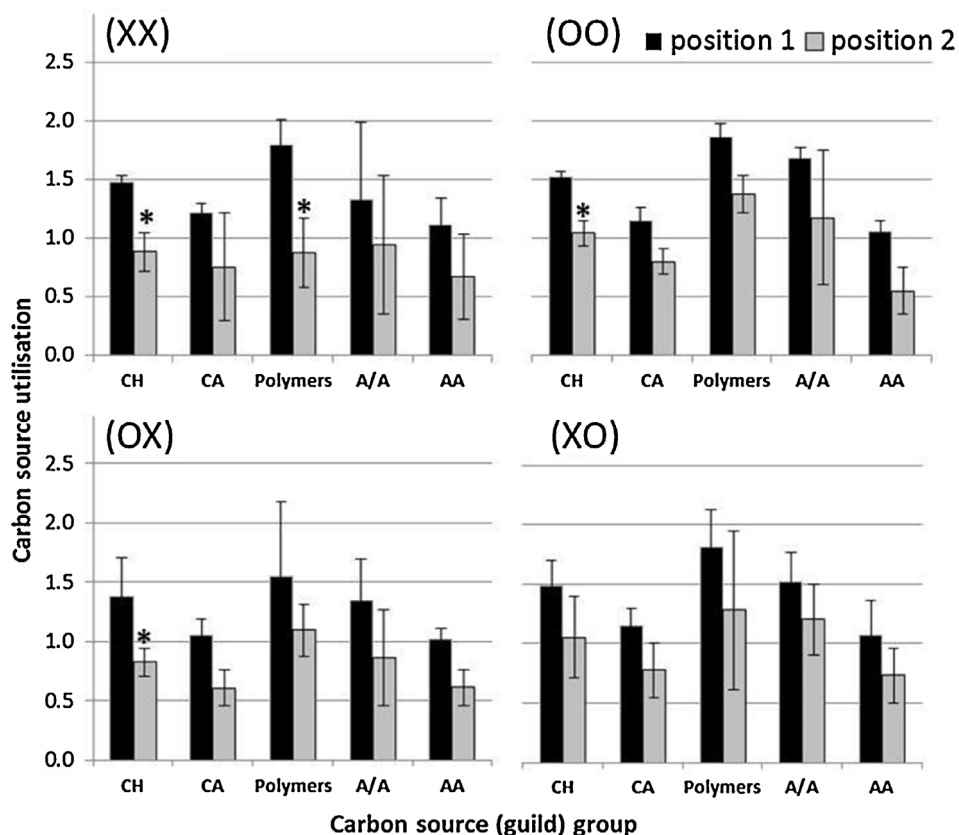 (XX)
(OO)
position 1
position 2
2.5
2.0
1.5
1.0
0.5
0.0
*
*
*
CH CA Polymers A/A AA
CH CA Polymers A/A AA
Carbon source utilisation
(OX)
(XO)
2.5
2.0
1.5
1.0
0.5
0.0
*
CH CA Polymers A/A AA
CH CA Polymers A/A AA
Carbon source (guild) group